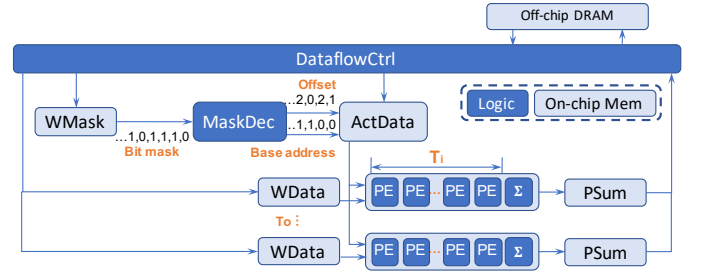 Off-chip DRAM
DataflowCtrl
Offset
...2,0,2,1
WMask
MaskDec
...1,1,0,0
ActData
Logic
On-chip Mem
...1,0,1,1,1,0
Bit mask
Base address
Ti
WData
PE PE ... PE PE Σ
PSum
To ⋮
WData
PE PE ... PE PE Σ
PSum